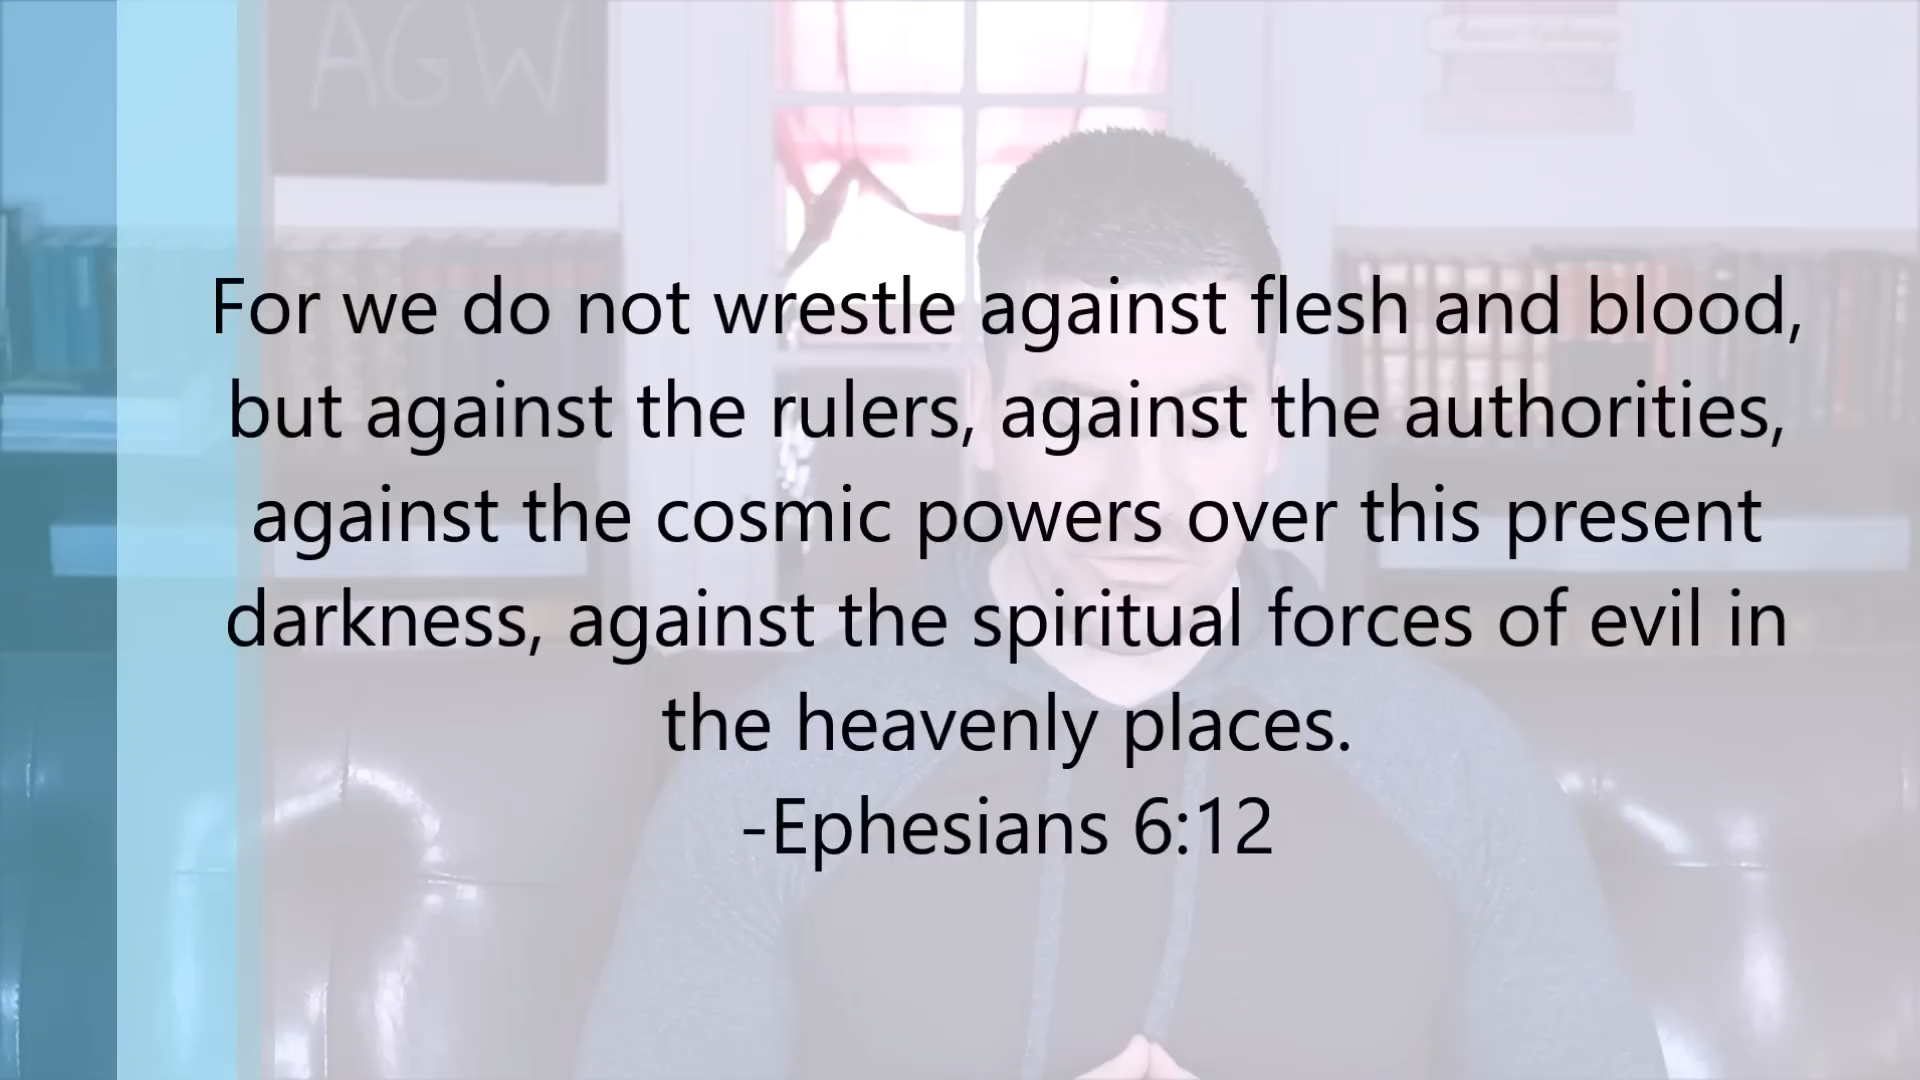 AGW
For we do not wrestle against flesh and blood,
but against the rulers, against the authorities,
against the cosmic powers over this present
darkness, against the spiritual forces of evil in
the heavenly places.
-Ephesians 6:12